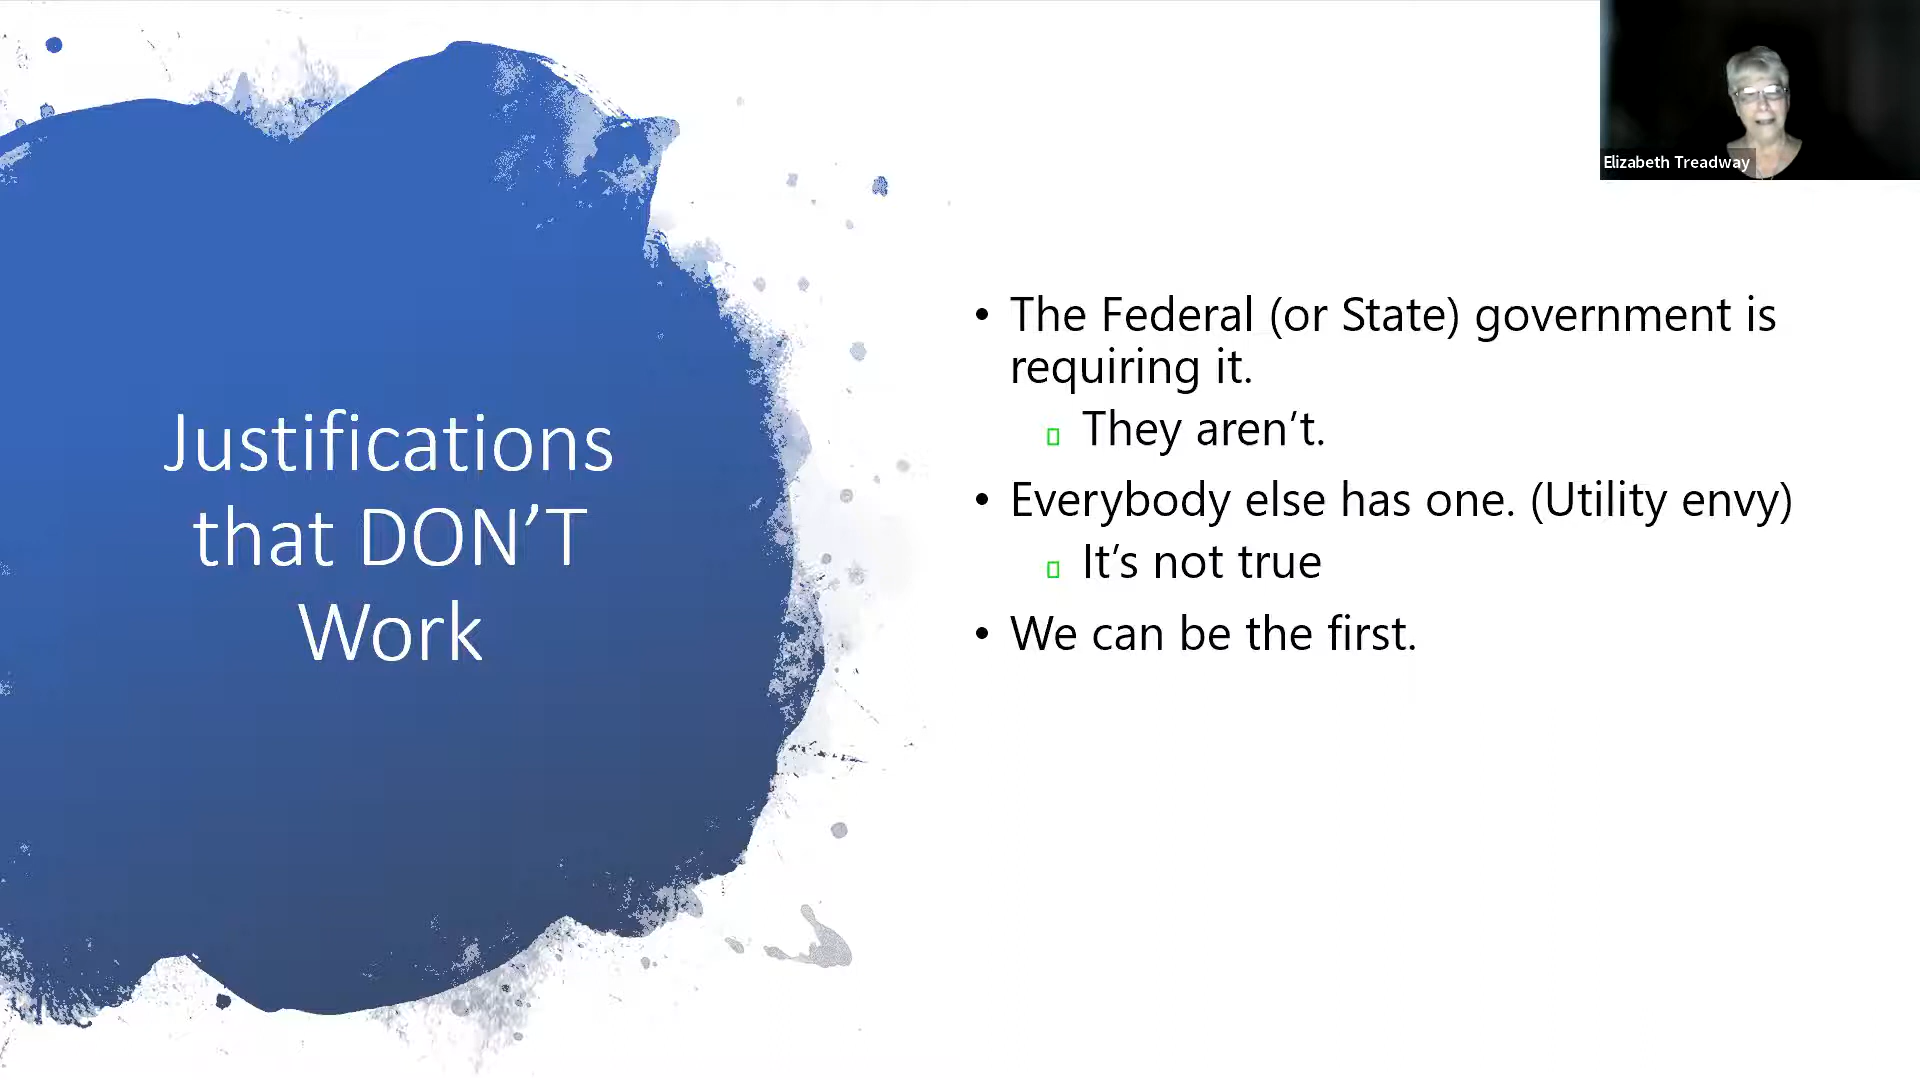 Justifications
that DON’T
Work
• The Federal (or State) government is
requiring it.
▯ They aren’t.
• Everybody else has one. (Utility envy)
▯ It’s not true
• We can be the first.
Elizabeth Treadway